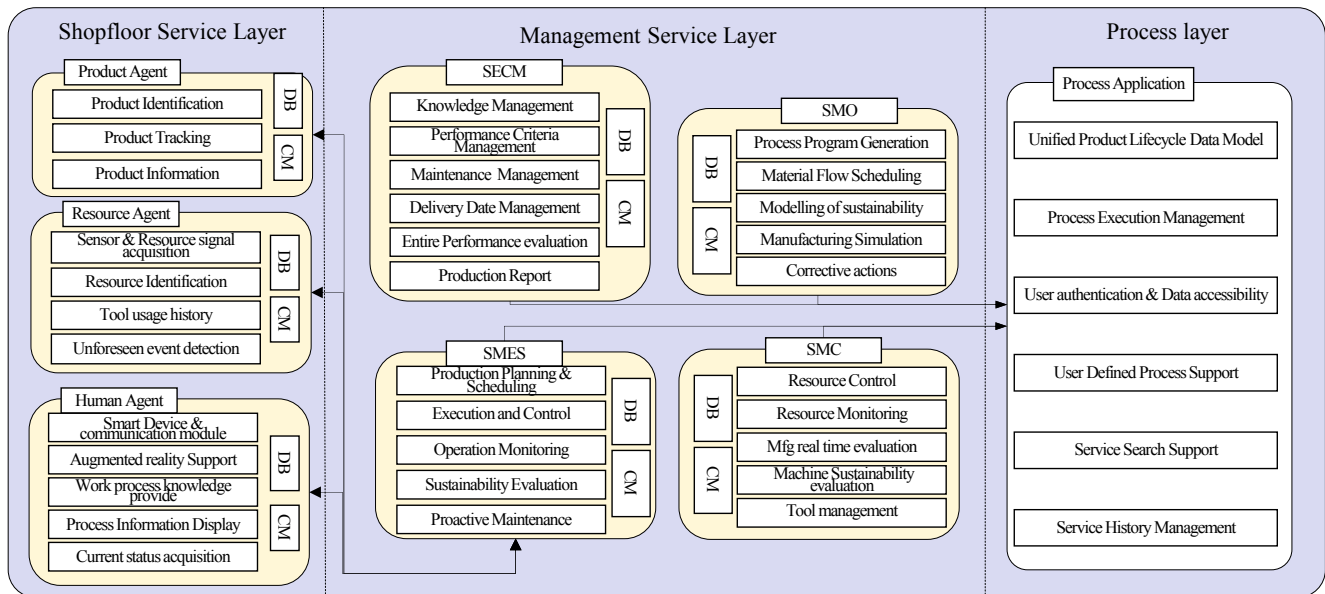 Shopfloor Service Layer
Management Service Layer
Process layer
Product Agent
Product Identification
Product Tracking
Product Information
DB
CM
Resource Agent
Sensor & Resource signal
acquisition
Resource Identification
Tool usage history
Unforeseen event detection
DB
CM
Human Agent
Smart Device &
communication module
Augmented reality Support
Work process knowledge
provide
Process Information Display
Current status acquisition
DB
CM
SECM
Knowledge Management
Performance Criteria
Management
Maintenance Management
Delivery Date Management
Entire Performance evaluation
Production Report
DB
CM
SMO
Process Program Generation
Material Flow Scheduling
Modelling of sustainability
Manufacturing Simulation
Corrective actions
DB
CM
SMES
Production Planning &
Scheduling
Execution and Control
Operation Monitoring
Sustainability Evaluation
Proactive Maintenance
DB
CM
SMC
Resource Control
Resource Monitoring
Mfg real time evaluation
Machine Sustainability
evaluation
Tool management
DB
CM
Process Application
Unified Product Lifecycle Data Model
Process Execution Management
User authentication & Data accessibility
User Defined Process Support
Service Search Support
Service History Management